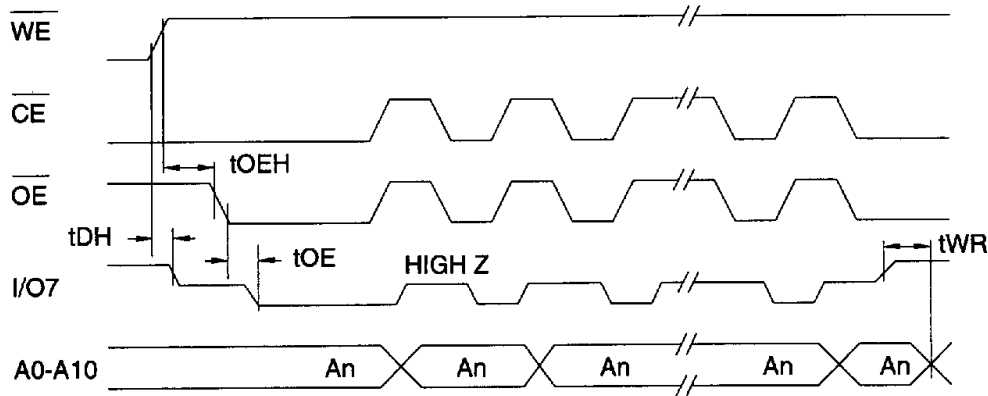 WE
CE
tOEH
OE
tDH
tOE
HIGH Z
tWR
I/O7
A0-A10 An An An An An